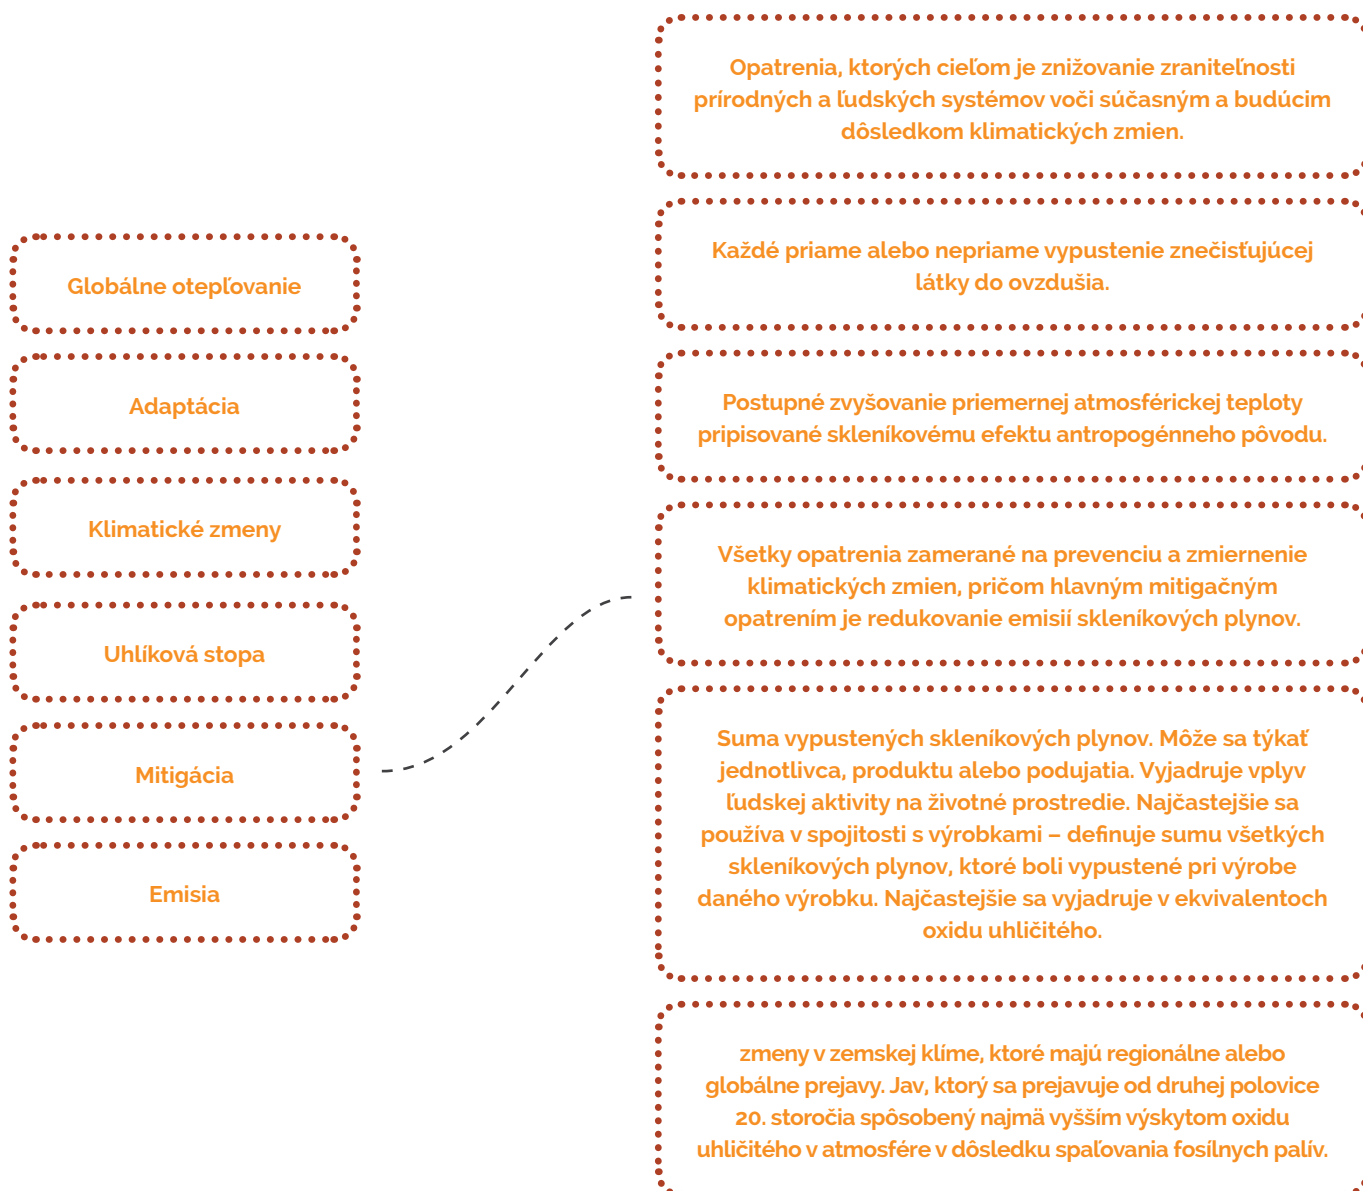 Globálne otepľovanie
Adaptácia
Klimatické zmeny
Uhlíková stopa
Mitigácia
Emisia
Opatrenia, ktorých cieľom je znižovanie zraniteľnosti
prírodných a ľudských systémov voči súčasným a budúcim
dôsledkom klimatických zmien.
Každé priame alebo nepriame vypustenie znečisťujúcej
látky do ovzdušia.
Postupné zvyšovanie priemernej atmosférickej teploty
pripisované skleníkovému efektu antropogénneho pôvodu.
Všetky opatrenia zamerané na prevenciu a zmiernenie
klimatických zmien, pričom hlavným mitigačným
opatrením je redukovanie emisií skleníkových plynov.
Suma vypustených skleníkových plynov. Môže sa týkať
jednotlivca, produktu alebo podujatia. Vyjadruje vplyv
ľudskej aktivity na životné prostredie. Najčastejšie sa
používa v spojitosti s výrobkami – definuje sumu všetkých
skleníkových plynov, ktoré boli vypustené pri výrobe
daného výrobku. Najčastejšie sa vyjadruje v ekvivalentoch
oxidu uhličitého.
zmeny v zemskej klíme, ktoré majú regionálne alebo
globálne prejavy. Jav, ktorý sa prejavuje od druhej polovice
20. storočia spôsobený najmä vyšším výskytom oxidu
uhličitého v atmosfére v dôsledku spaľovania fosílnych palív.